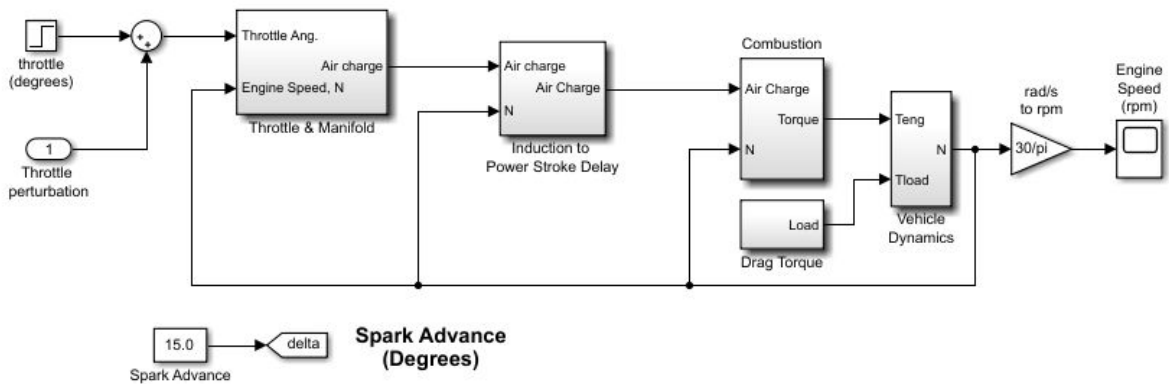 throttle
(degrees)
1
Throttle
perturbation
Throttle Ang.
Air charge
Engine Speed, N
Throttle & Manifold
Air charge
Air Charge
N
Induction to
Power Stroke Delay
Combustion
Air Charge
Torque
N
Load
Drag Torque
Teng
N
Tload
Vehicle
Dynamics
rad/s
to rpm
30/pi
Engine
Speed
(rpm)
15.0
Spark Advance
delta
Spark Advance
(Degrees)